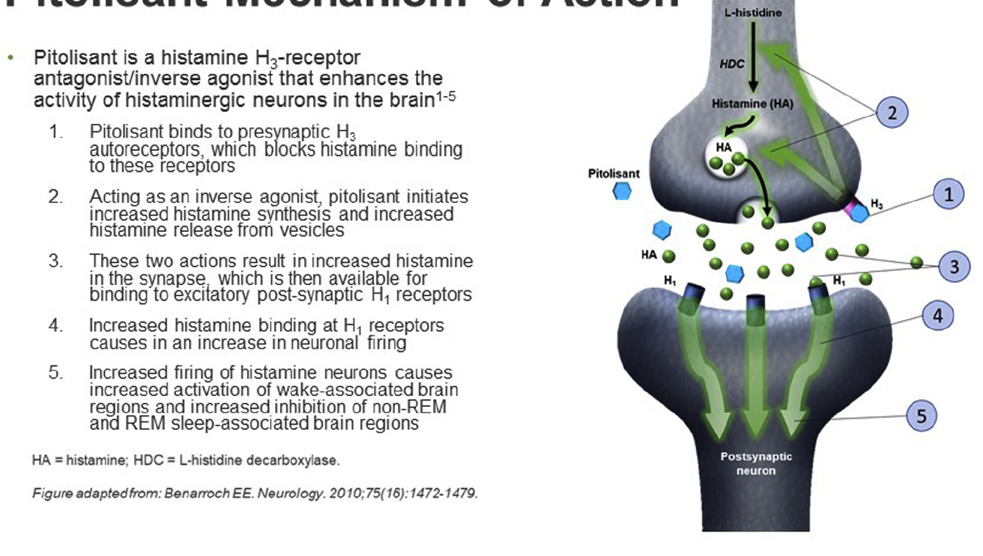 Pitolisant Mechanism of Action
• Pitolisant is a histamine H₃-receptor
antagonist/inverse agonist that enhances the
activity of histaminergic neurons in the brain¹⁻⁵
1. Pitolisant binds to presynaptic H₃
autoreceptors, which blocks histamine binding
to these receptors
2. Acting as an inverse agonist, pitolisant initiates
increased histamine synthesis and increased
histamine release from vesicles
3. These two actions result in increased histamine
in the synapse, which is then available for
binding to excitatory post-synaptic H₁ receptors
4. Increased histamine binding at H₁ receptors
causes in an increase in neuronal firing
5. Increased firing of histamine neurons causes
increased activation of wake-associated brain
regions and increased inhibition of non-REM
and REM sleep-associated brain regions
HA = histamine; HDC = L-histidine decarboxylase.
Figure adapted from: Benarroch EE. Neurology. 2010;75(16):1472-1479.
L-histidine
HDC
Histamine (HA)
2
HA
Pitolisant
1
H₃
HA
3
H₁
H₁
4
5
Postsynaptic
neuron